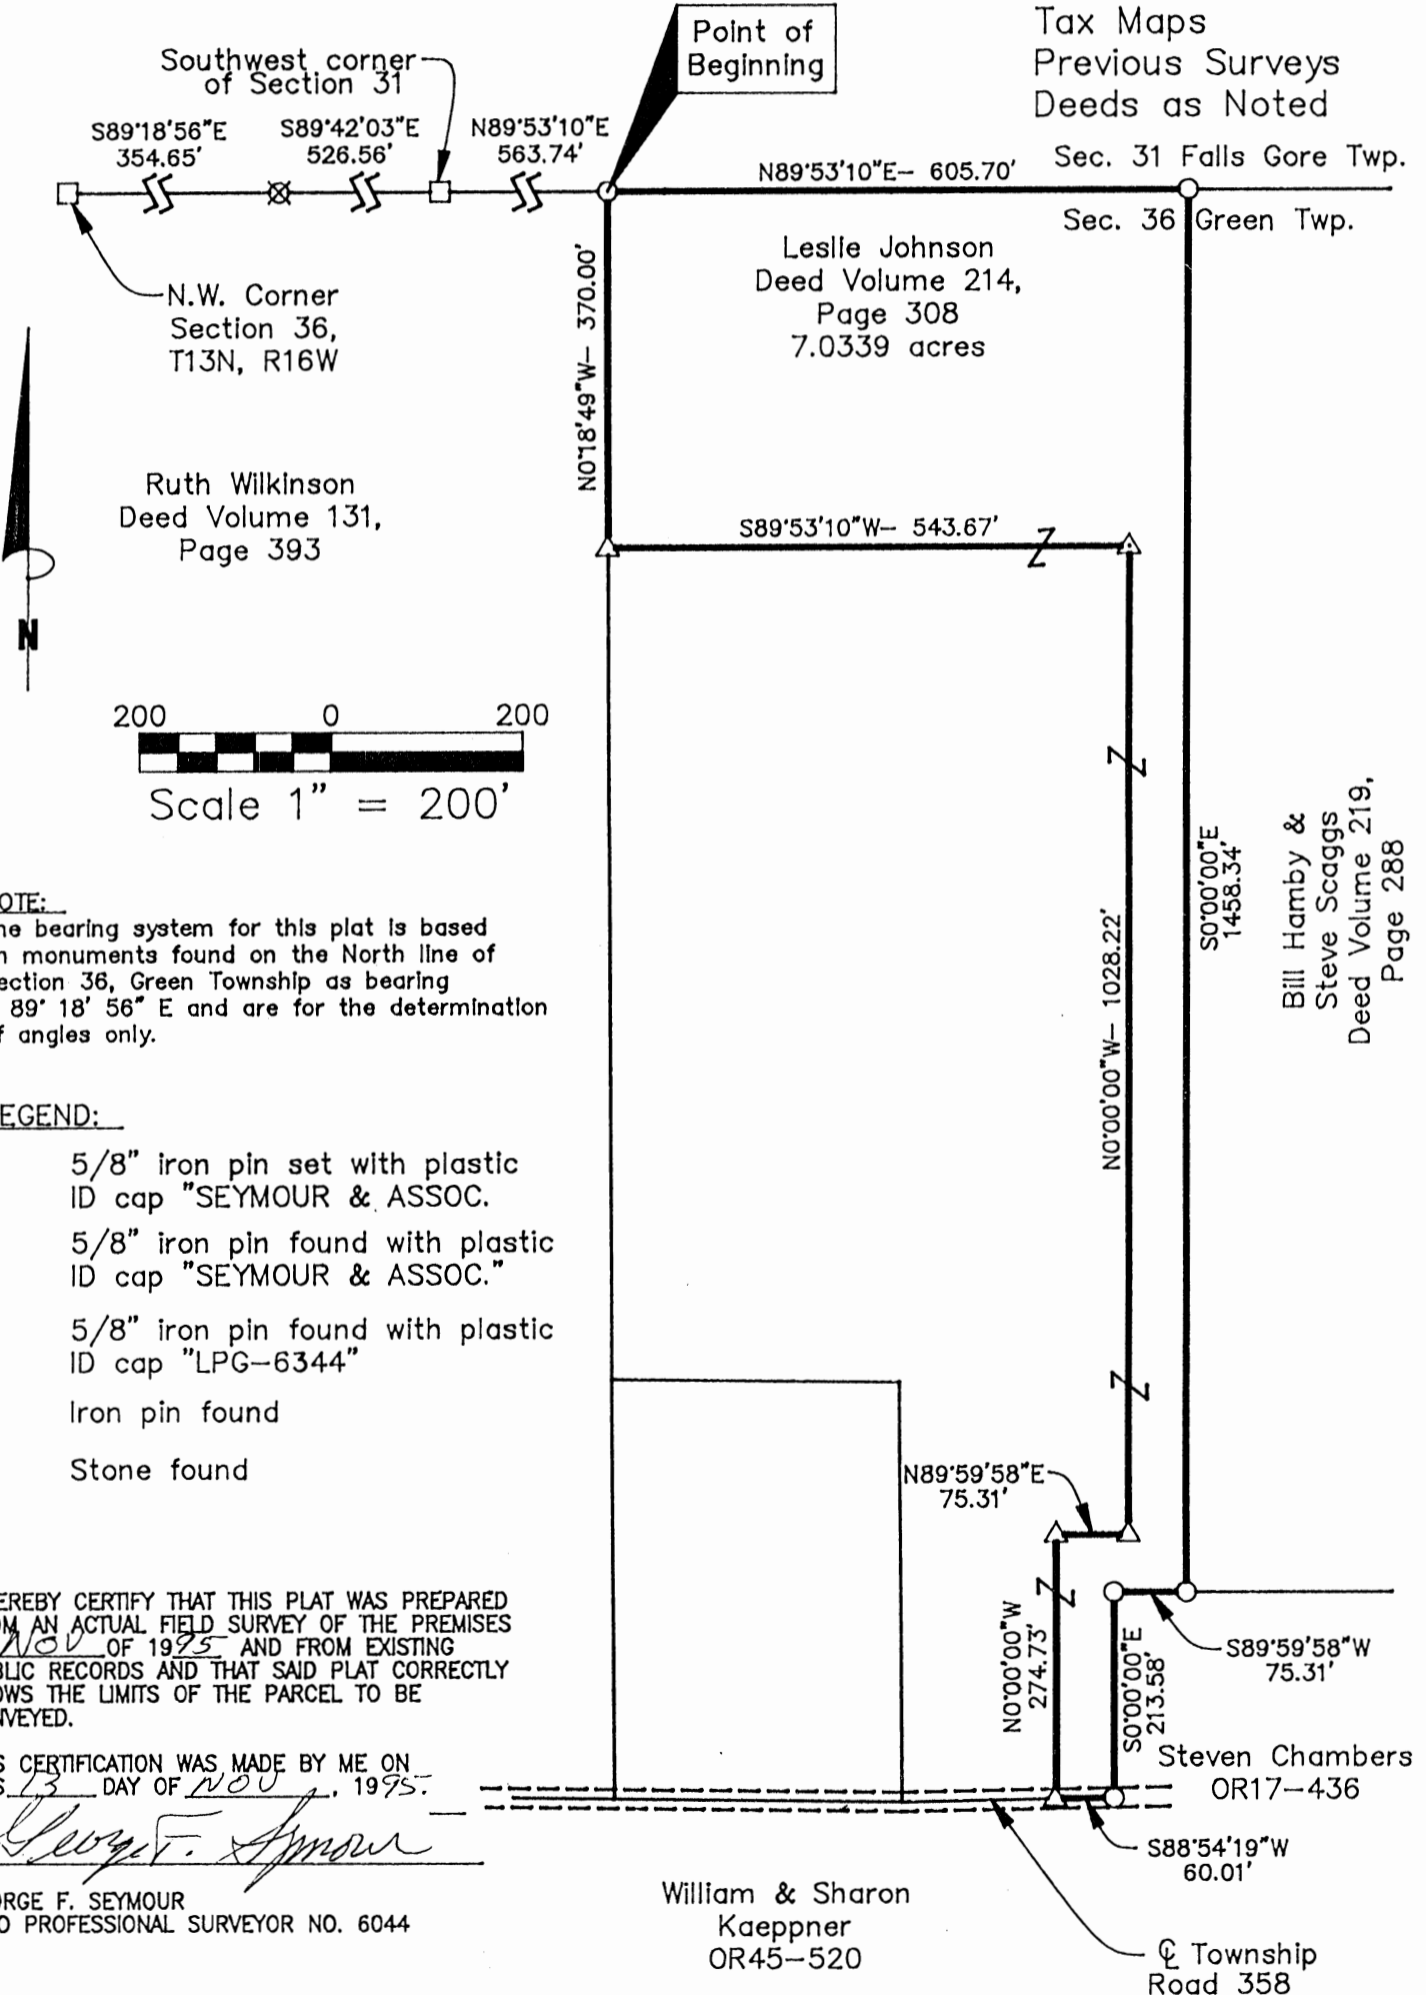 Point of
Beginning
Tax Maps
Previous Surveys
Deeds as Noted
Southwest corner
of Section 31
S89°18'56"E
354.65'
S89°42'03"E
526.56'
N89°53'10"E
563.74'
N89°53'10"E- 605.70'
Sec. 31 Falls Gore Twp.
Sec. 36 Green Twp.
N.W. Corner
Section 36,
T13N, R16W
N0°18'49"W- 370.00'
Leslie Johnson
Deed Volume 214,
Page 308
7.0339 acres
Ruth Wilkinson
Deed Volume 131,
Page 393
S89°53'10"W- 543.67'
N
200 0 200
Scale 1" = 200'
S0°00'00"E
1458.34'
Bill Hamby &
Steve Scaggs
Deed Volume 219,
Page 288
N0°00'00"W- 1028.22'
OTE:
he bearing system for this plat is based
n monuments found on the North line of
ection 36, Green Township as bearing
89° 18' 56" E and are for the determination
f angles only.
EGEND:
5/8" iron pin set with plastic
ID cap "SEYMOUR & ASSOC.
5/8" iron pin found with plastic
ID cap "SEYMOUR & ASSOC."
5/8" iron pin found with plastic
ID cap "LPG-6344"
Iron pin found
Stone found
N89°59'58"E
75.31'
N0°00'00"W
274.73'
S0°00'00"E
213.58'
S89°59'58"W
75.31'
EREBY CERTIFY THAT THIS PLAT WAS PREPARED
OM AN ACTUAL FIELD SURVEY OF THE PREMISES
NOV OF 1995 AND FROM EXISTING
BLIC RECORDS AND THAT SAID PLAT CORRECTLY
OWS THE LIMITS OF THE PARCEL TO BE
NVEYED.
S CERTIFICATION WAS MADE BY ME ON
S 13 DAY OF NOV, 1995.
George F. Seymour
ORGE F. SEYMOUR
O PROFESSIONAL SURVEYOR NO. 6044
Steven Chambers
OR17-436
S88°54'19"W
60.01'
William & Sharon
Kaeppner
OR45-520
℄ Township
Road 358